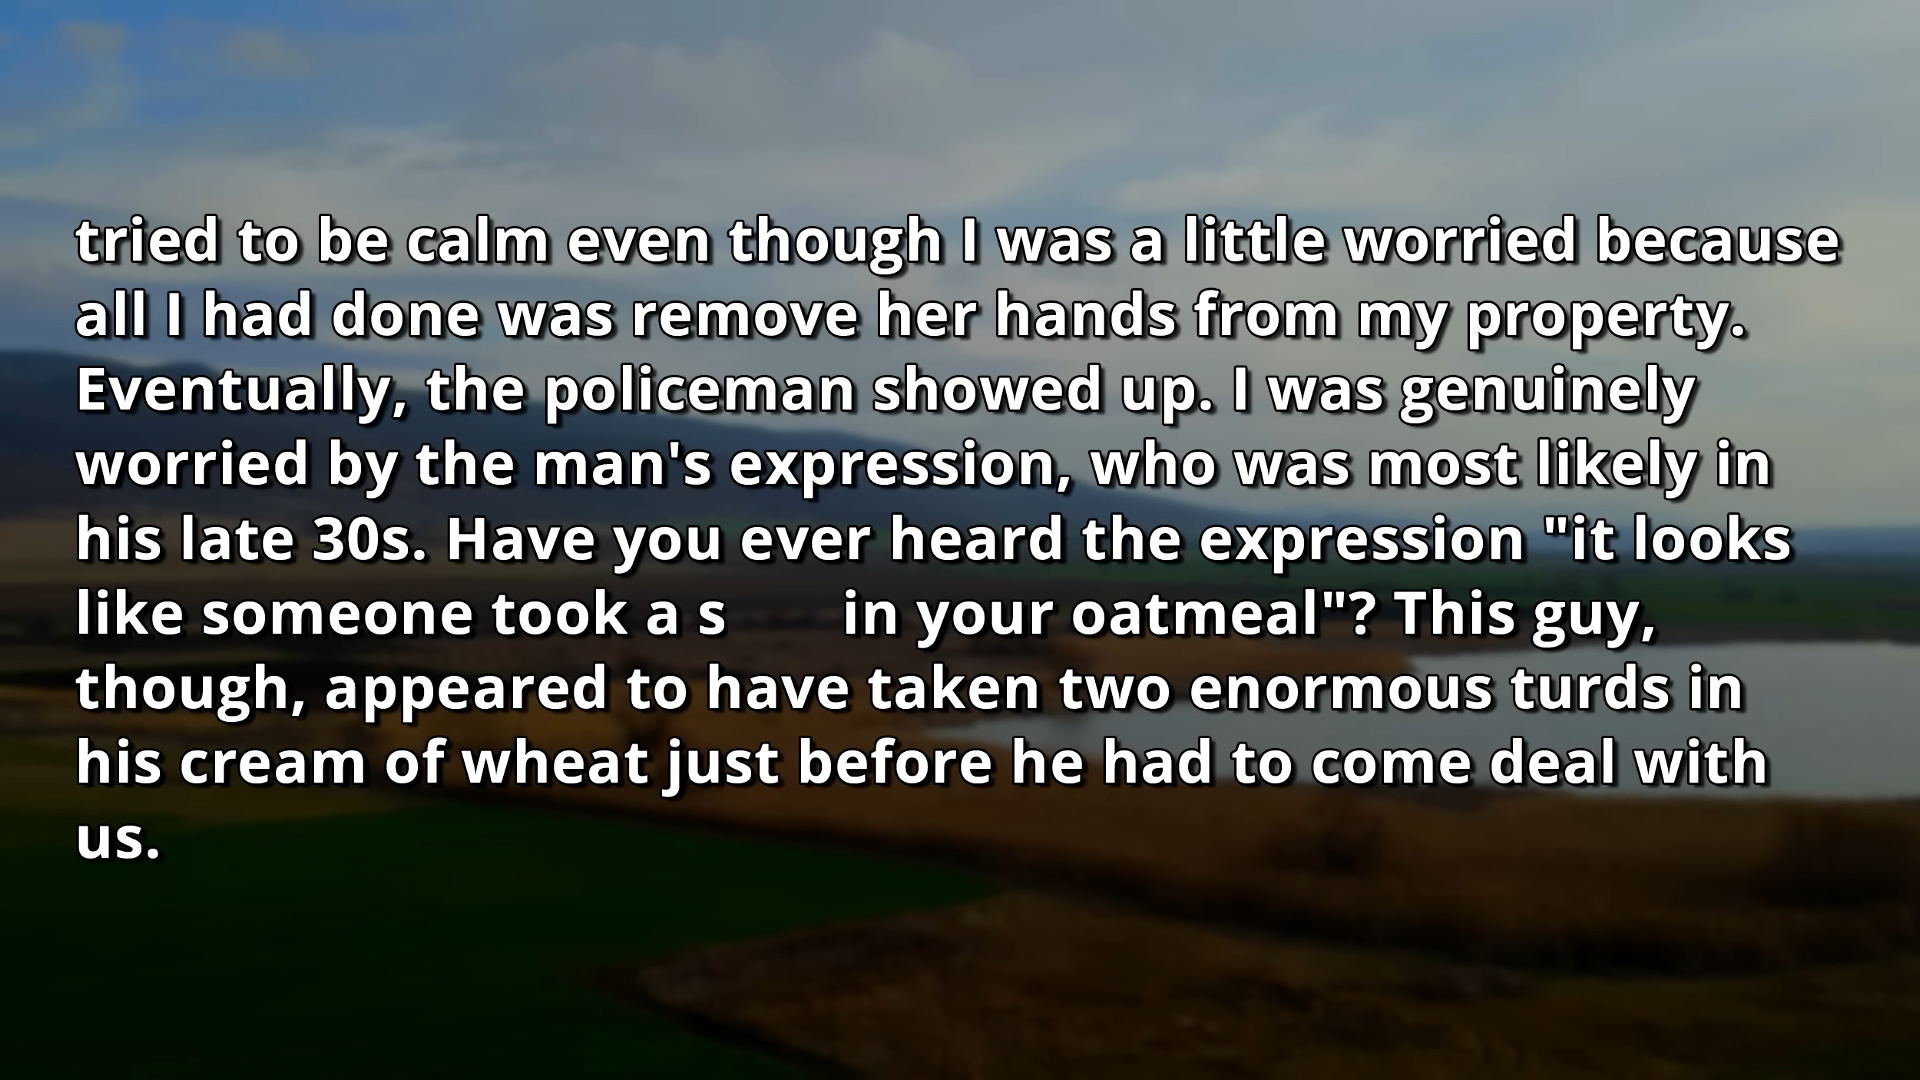 tried to be calm even though I was a little worried because
all I had done was remove her hands from my property.
Eventually, the policeman showed up. I was genuinely
worried by the man's expression, who was most likely in
his late 30s. Have you ever heard the expression "it looks
like someone took a s in your oatmeal"? This guy,
though, appeared to have taken two enormous turds in
his cream of wheat just before he had to come deal with
us.